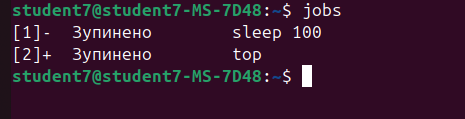 student7@student7-MS-7D48:~$ jobs
[1]-  Зупинено        sleep 100
[2]+  Зупинено        top
student7@student7-MS-7D48:~$